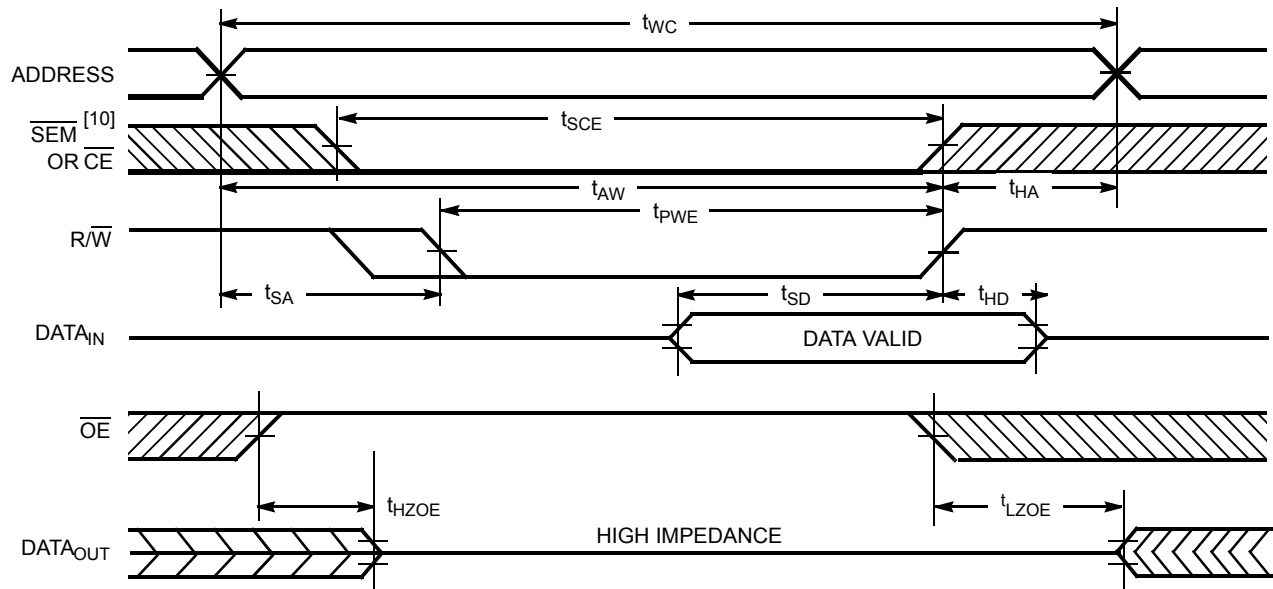 tWC
ADDRESS
SEM [10]
OR CE
tSCE
tAW
tHA
tPWE
R/W
tSA
tSD
tHD
DATAIN
DATA VALID
OE
tHZOE
tLZOE
HIGH IMPEDANCE
DATAOUT